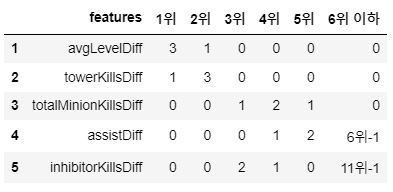 features 1위 2위 3위 4위 5위 6위 이하
1 avgLevelDiff 3 1 0 0 0 0
2 towerKillsDiff 1 3 0 0 0 0
3 totalMinionKillsDiff 0 0 1 2 1 0
4 assistDiff 0 0 0 1 2 6위-1
5 inhibitorKillsDiff 0 0 2 1 0 11위-1